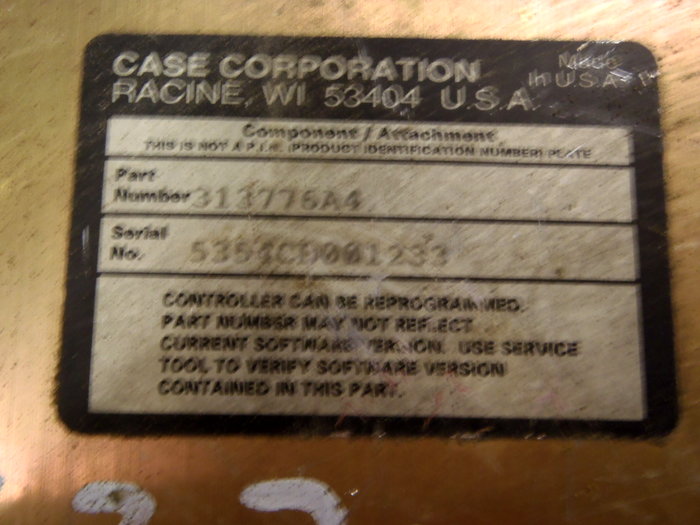 CASE CORPORATION
RACINE, WI 53404 U.S.A.
Made
In U.S.A.
Component / Attachment
THIS IS NOT A P.I.N. (PRODUCT IDENTIFICATION NUMBER) PLATE
Part
Number 313776A4
Serial
No.
CONTROLLER CAN BE REPROGRAMMED.
PART NUMBER MAY NOT REFLECT
CURRENT SOFTWARE VERSION. USE SERVICE
TOOL TO VERIFY SOFTWARE VERSION
CONTAINED IN THIS PART.